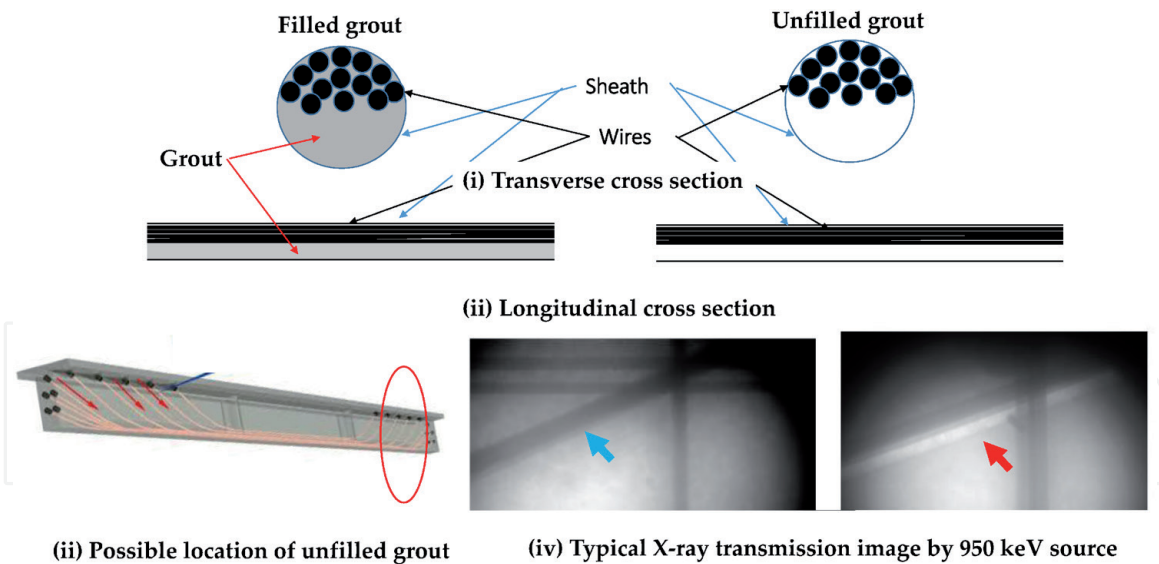 Filled grout
Unfilled grout
Sheath
Wires
Grout
(i) Transverse cross section
(ii) Longitudinal cross section
(ii) Possible location of unfilled grout
(iv) Typical X-ray transmission image by 950 keV source